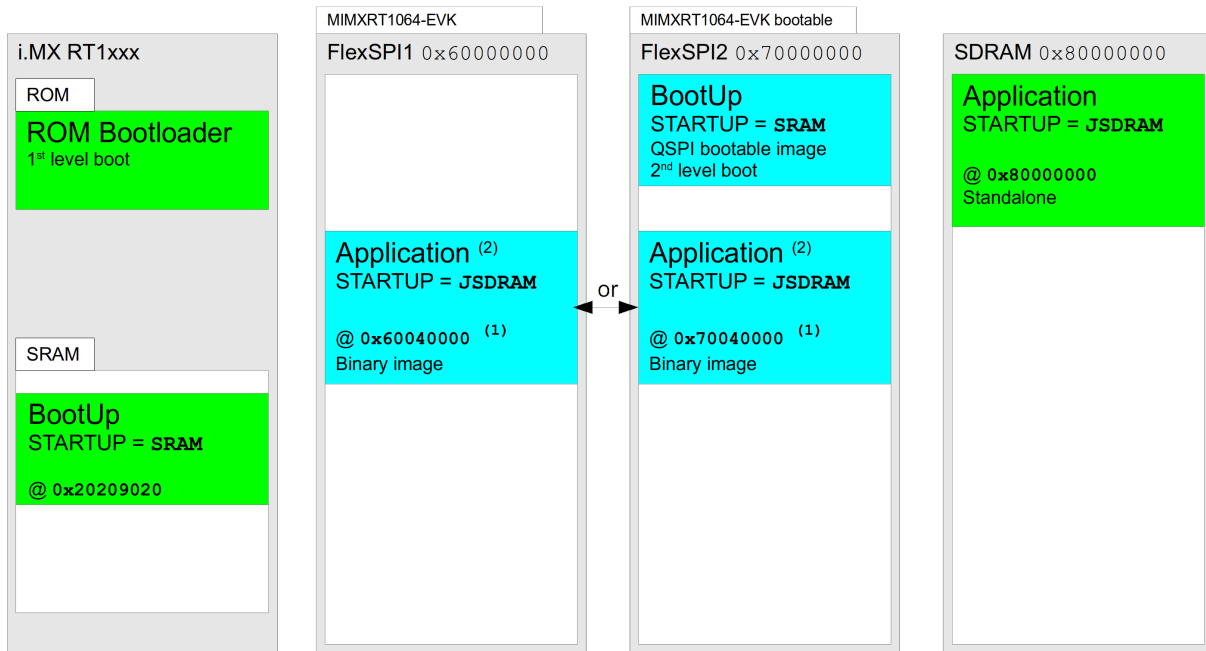 i.MX RT1xxx
ROM
ROM Bootloader
1st level boot
SRAM
BootUp
STARTUP = SRAM
@ 0x20209020
MIMXRT1064-EVK
FlexSPI1 0x60000000
Application (2)
STARTUP = JSDRAM
@ 0x60040000 (1)
Binary image
or
MIMXRT1064-EVK bootable
FlexSPI2 0x70000000
BootUp
STARTUP = SRAM
QSPI bootable image
2nd level boot
Application (2)
STARTUP = JSDRAM
@ 0x70040000 (1)
Binary image
SDRAM 0x80000000
Application
STARTUP = JSDRAM
@ 0x80000000
Standalone